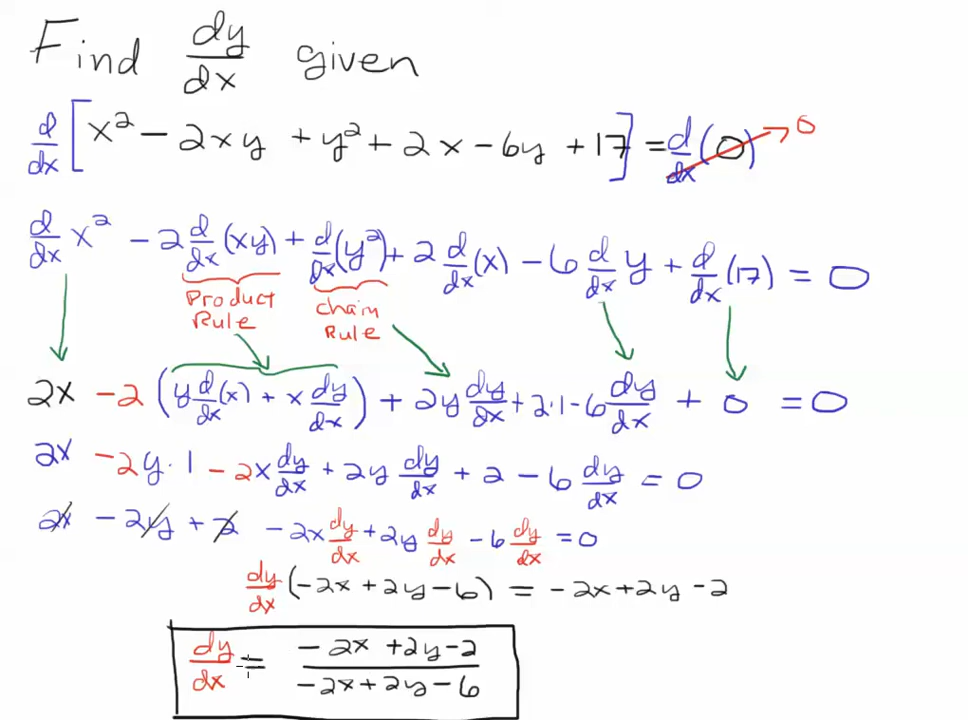 Find dy/dx given
d/dx [x² - 2xy + y² + 2x - 6y + 17] = d/dx (0) → 0
d/dx x² - 2 d/dx (xy) + d/dx (y²) + 2 d/dx (x) - 6 d/dx y + d/dx (17) = 0
Product Rule
Chain Rule
2x - 2 (y d/dx (x) + x dy/dx) + 2y dy/dx + 2·1 - 6 dy/dx + 0 = 0
2x - 2y·1 - 2x dy/dx + 2y dy/dx + 2 - 6 dy/dx = 0
2x - 2y + 2 - 2x dy/dx + 2y dy/dx - 6 dy/dx = 0
dy/dx (-2x + 2y - 6) = -2x + 2y - 2
dy/dx = (-2x + 2y - 2)/(-2x + 2y - 6)